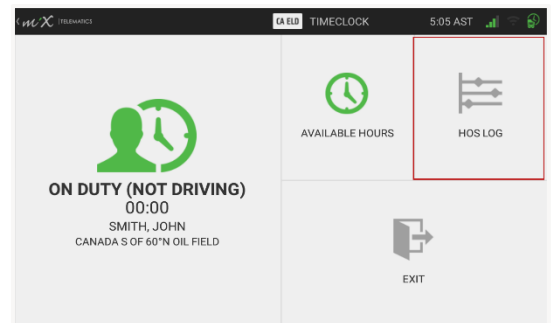 mX | TELEMATICS
CA ELD TIMECLOCK
5:05 AST
ON DUTY (NOT DRIVING)
00:00
SMITH, JOHN
CANADA S OF 60°N OIL FIELD
AVAILABLE HOURS
HOS LOG
EXIT